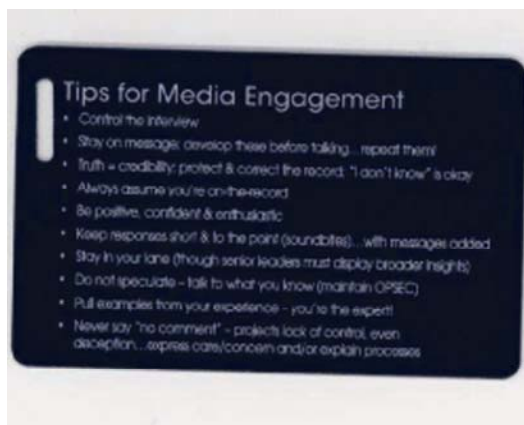 Tips for Media Engagement
• Control the interview
• Stay on message: develop these before talking...repeat them!
• Truth = credibility: protect & correct the record: "I don't know" is okay
• Always assume you're on-the-record
• Be positive, confident & enthusiastic
• Keep responses short & to the point (soundbites)...with messages added
• Stay in your lane (though senior leaders must display broader insights)
• Do not speculate – talk to what you know (maintain OPSEC)
• Pull examples from your experience – you're the expert!
• Never say "no comment" – projects lack of control, even
deception...express care/concern and/or explain processes